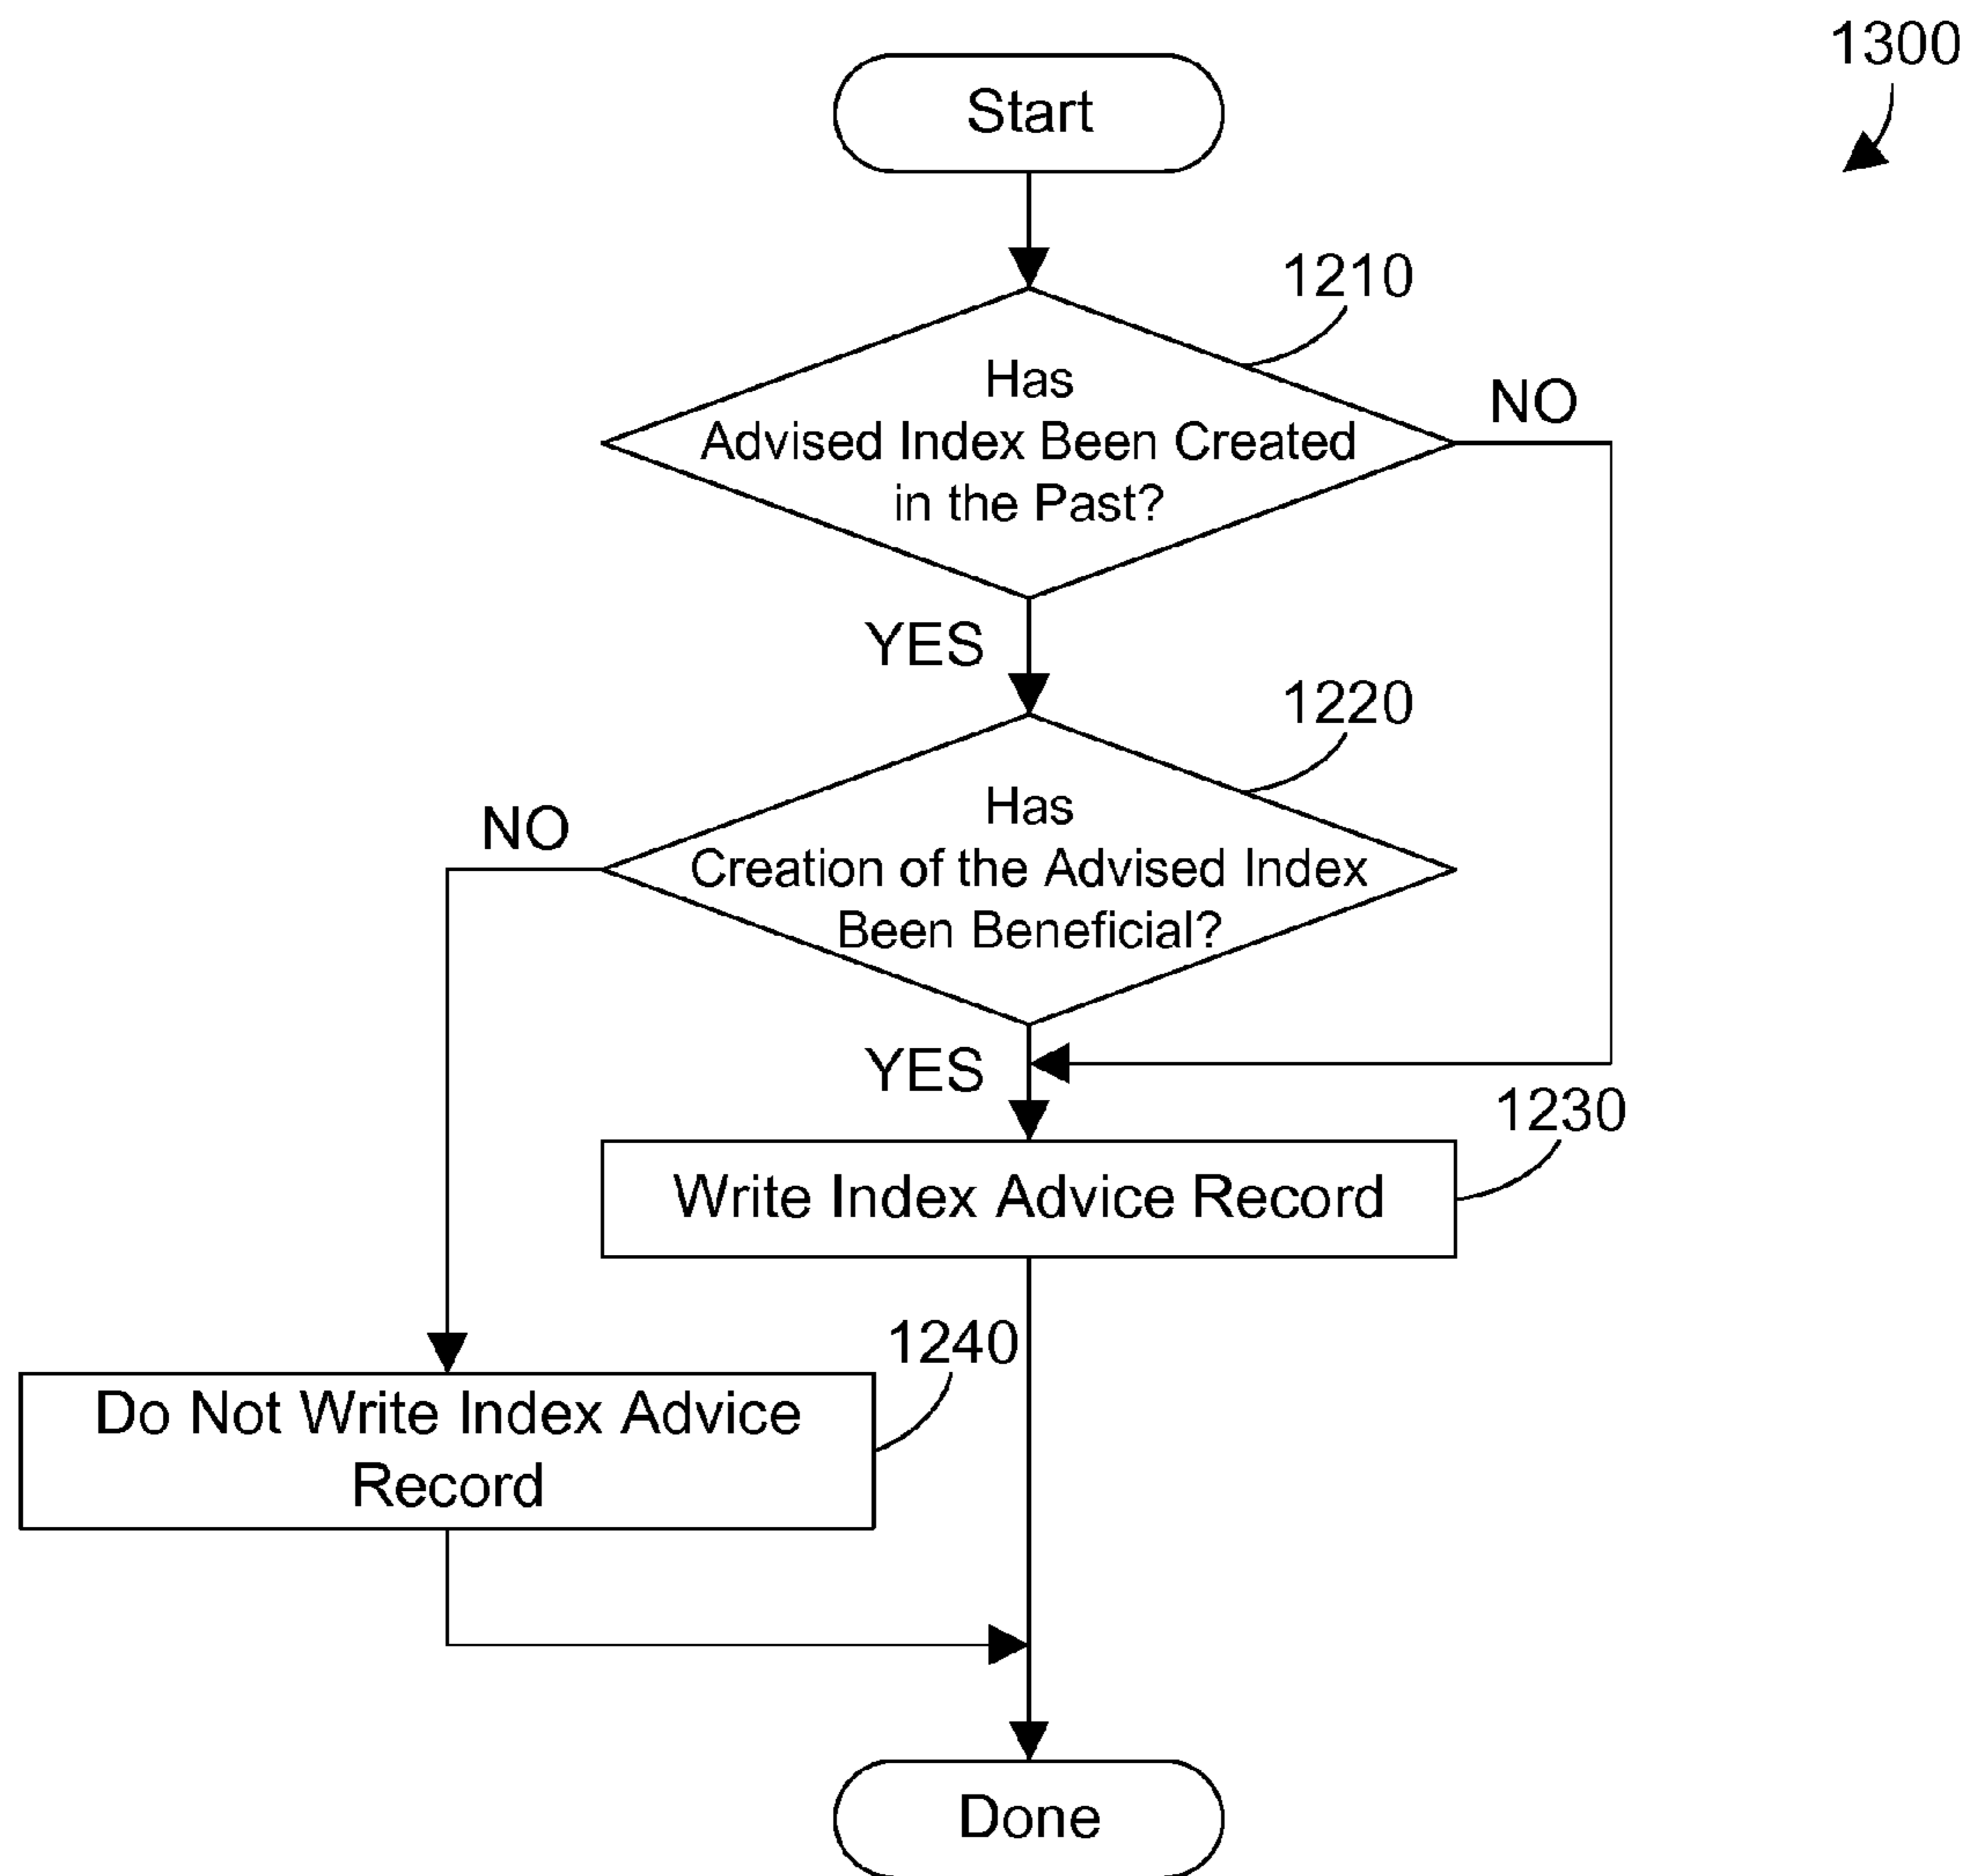 1300
Start
1210
Has
Advised Index Been Created
in the Past?
NO
YES
1220
Has
Creation of the Advised Index
Been Beneficial?
NO
YES
1230
Write Index Advice Record
1240
Do Not Write Index Advice
Record
Done